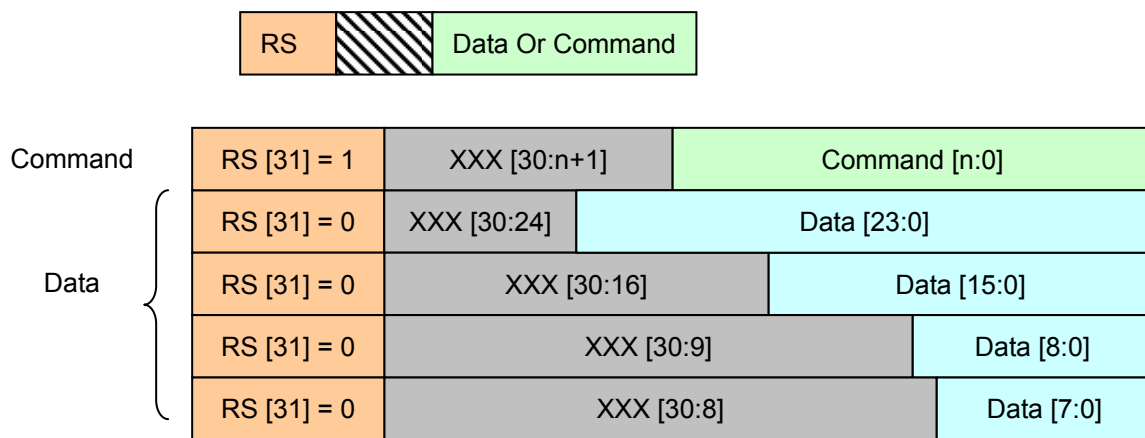 RS Data Or Command
Command RS [31] = 1 XXX [30:n+1] Command [n:0]
RS [31] = 0 XXX [30:24] Data [23:0]
Data RS [31] = 0 XXX [30:16] Data [15:0]
RS [31] = 0 XXX [30:9] Data [8:0]
RS [31] = 0 XXX [30:8] Data [7:0]